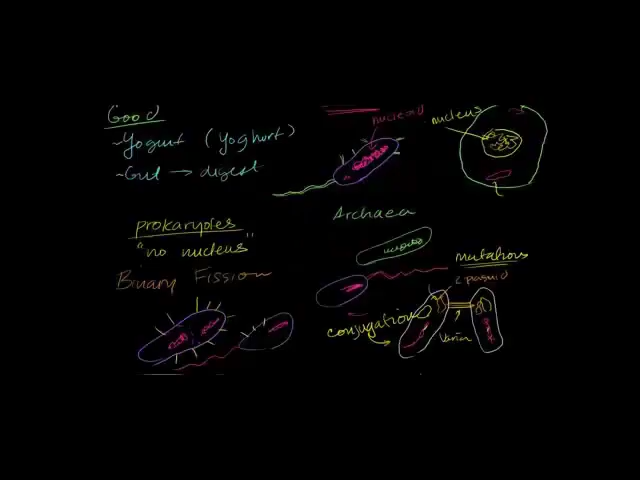 Good
~Yogurt (Yoghurt)
~Gut → digest
nucleoid
nucleus
prokaryotes
"no nucleus"
Binary Fission
Archaea
mutations
plasmid
conjugation